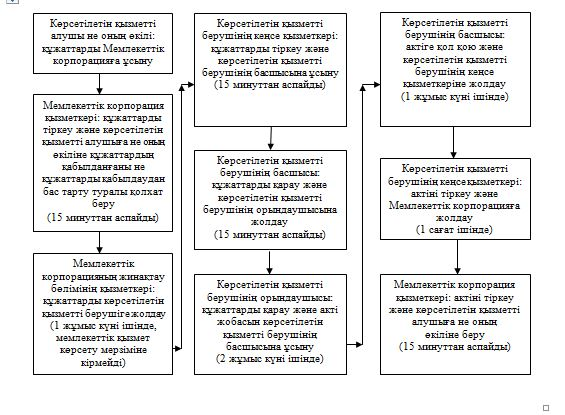 Көрсетілетін қызметті
алушы не оның өкілі:
құжаттарды Мемлекеттік
корпорацияға ұсыну
Мемлекеттік корпорация
қызметкері: құжаттарды
тіркеу және көрсетілетін
қызметті алушыға не оның
өкіліне құжаттардың
қабылданғаны не
құжаттарды қабылдаудан
бас тарту туралы қолхат
беру
(15 минуттан аспайды)
Мемлекеттік
корпорацияның жинақтау
бөлімінің қызметкері:
құжаттарды көрсетілетін
қызметті берушіге жолдау
(1 жұмыс күні ішінде,
мемлекеттік қызмет
көрсету мерзіміне
кірмейді)
Көрсетілетін қызметті
берушінің кеңсе қызметкері:
құжаттарды тіркеу және
көрсетілетін қызметті
берушінің басшысына ұсыну
(15 минуттан аспайды)
Көрсетілетін қызметті
берушінің басшысы:
құжаттарды қарау және
көрсетілетін қызметті
берушінің орындаушысына
жолдау
(15 минуттан аспайды)
Көрсетілетін қызметті
берушінің орындаушысы:
құжаттарды қарау және акті
жобасын көрсетілетін
қызметті берушінің
басшысына ұсыну
(2 жұмыс күні ішінде)
Көрсетілетін қызметті
берушінің басшысы:
актіге қол қою және
көрсетілетін қызметті
берушінің кеңсе
қызметкеріне жолдау
(1 жұмыс күні ішінде)
Көрсетілетін қызметті
берушінің кеңсе қызметкері:
актіні тіркеу және
Мемлекеттік корпорацияға
жолдау
(1 сағат ішінде)
Мемлекеттік корпорация
қызметкері: актіні тіркеу
және көрсетілетін қызметті
алушыға не оның
өкіліне беру
(15 минуттан аспайды)